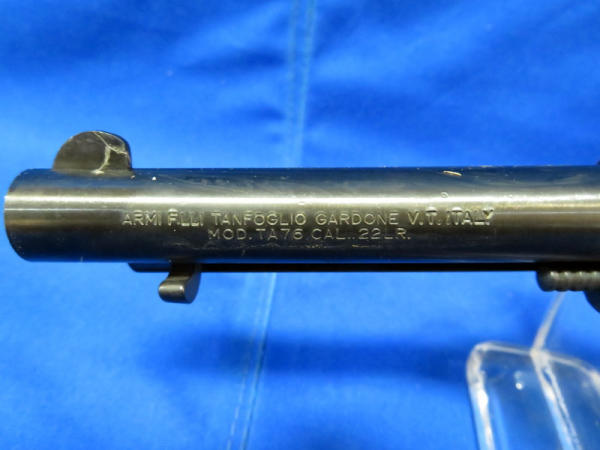 ARMI F.LLI TANFOGLIO GARDONE V.T. ITALY
MOD. TA76 CAL. .22LR.